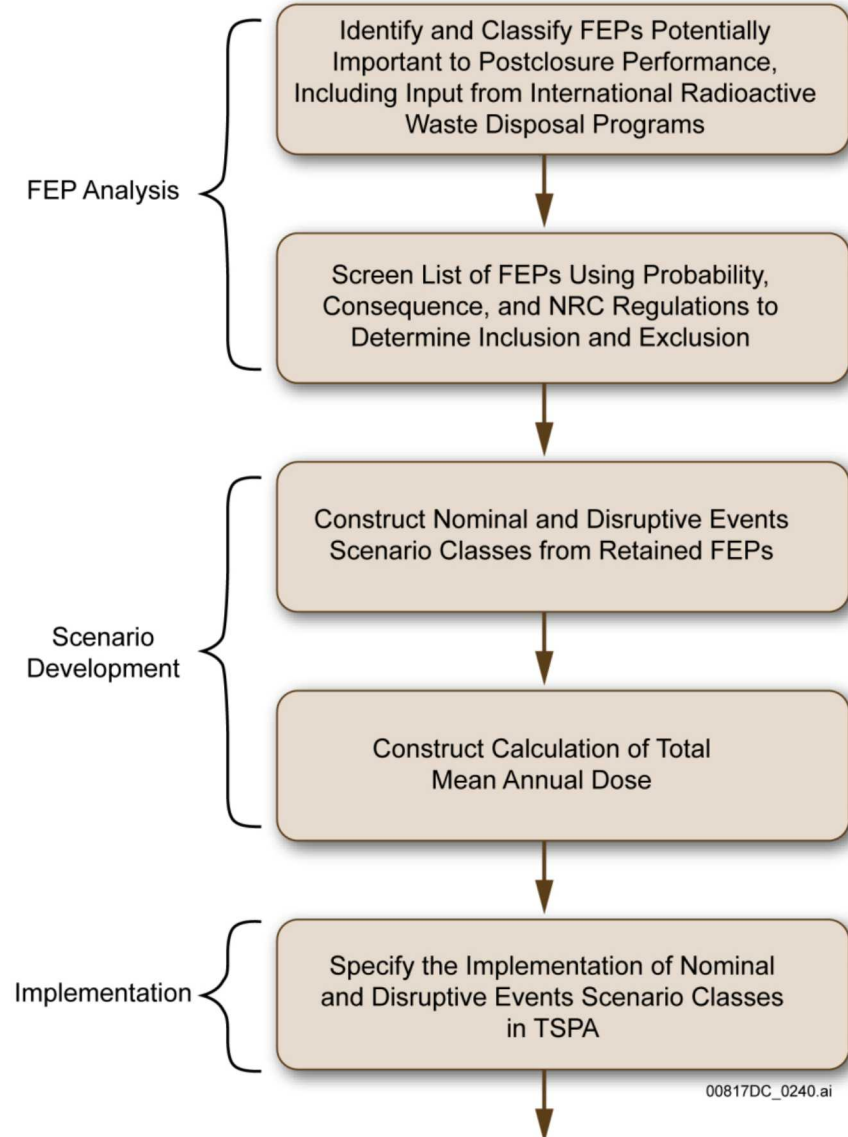 Identify and Classify FEPs Potentially
Important to Postclosure Performance,
Including Input from International Radioactive
Waste Disposal Programs
FEP Analysis
Screen List of FEPs Using Probability,
Consequence, and NRC Regulations to
Determine Inclusion and Exclusion
Construct Nominal and Disruptive Events
Scenario Classes from Retained FEPs
Scenario
Development
Construct Calculation of Total
Mean Annual Dose
Specify the Implementation of Nominal
and Disruptive Events Scenario Classes
in TSPA
Implementation
00817DC_0240.ai